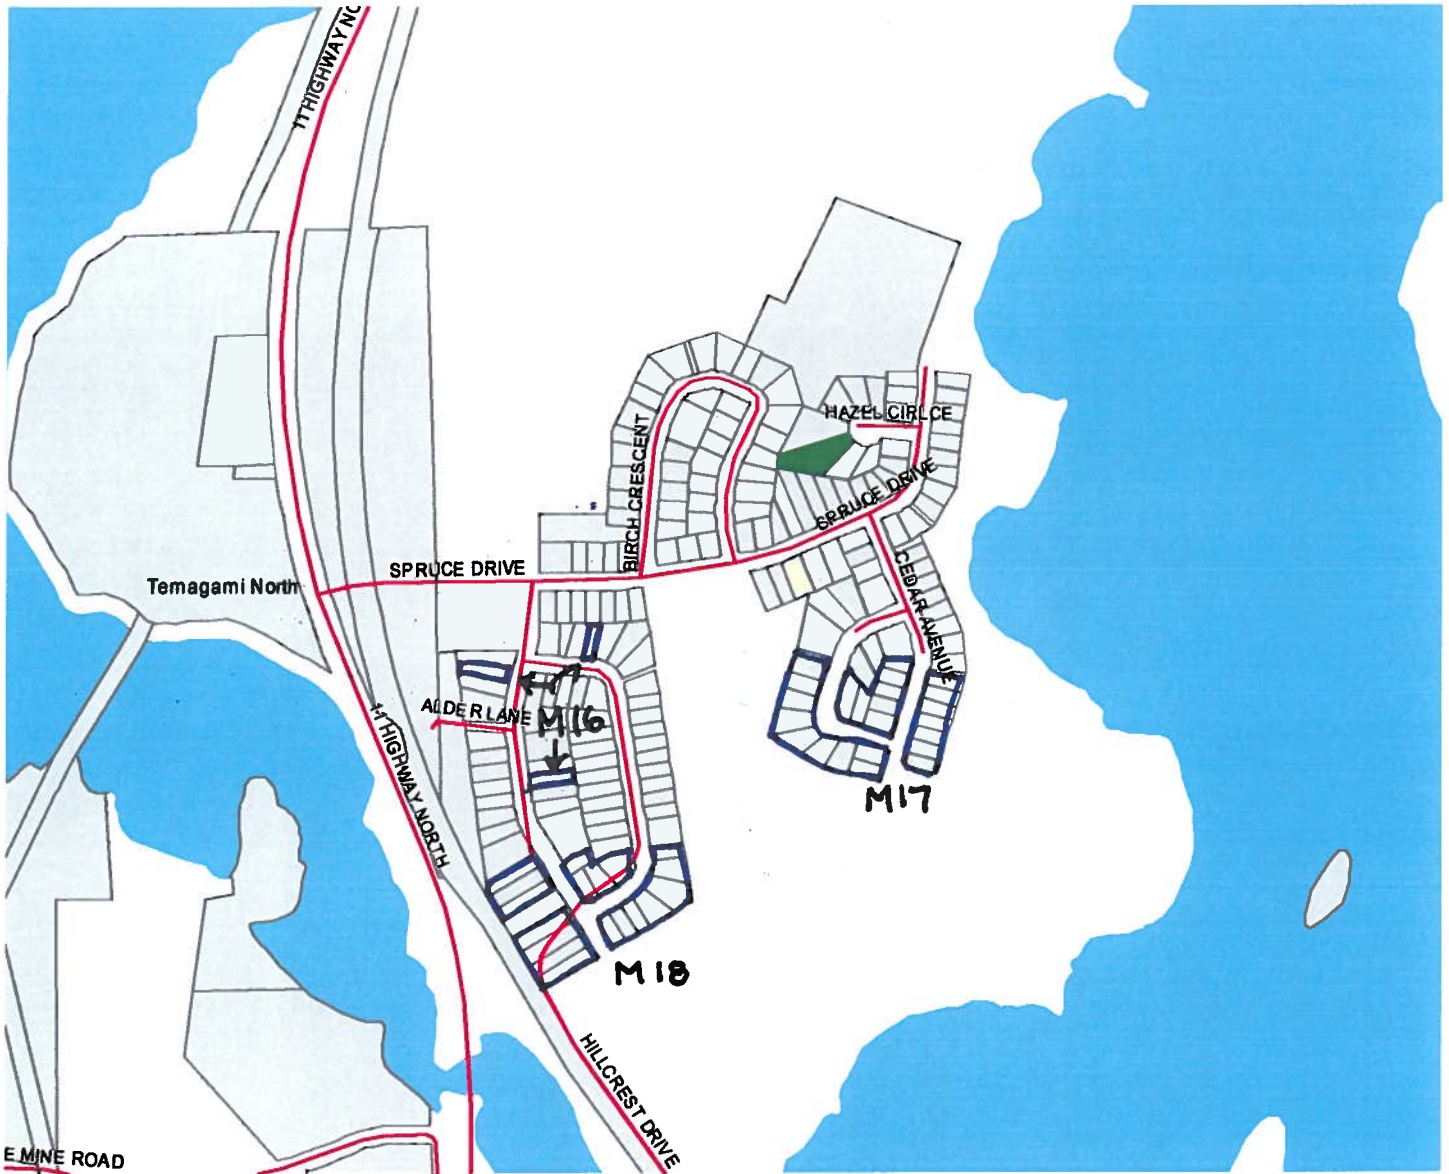 11 HIGHWAY NO
HAZEL CIRLCE
BIRCH CRESCENT
SPRUCE DRIVE
SPRUCE DRIVE
Temagami North
CEDAR AVENUE
ALDER LANE
M16
11 HIGHWAY NORTH
M17
M18
HILLCREST DRIVE
E MINE ROAD